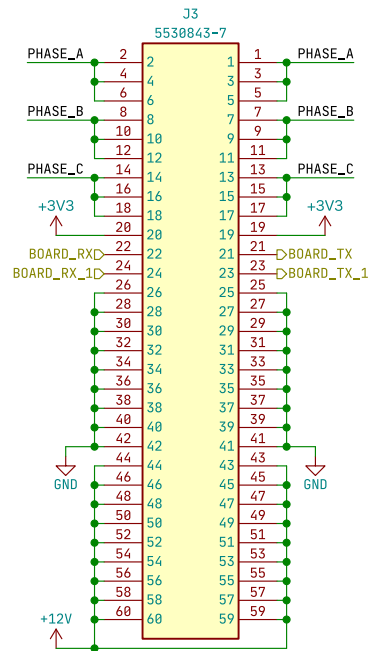 J3
5530843-7
PHASE_A 2 2 1 1 PHASE_A
4 4 3 3
6 6 5 5
PHASE_B 8 8 7 7 PHASE_B
10 10 9 9
12 12 11 11
PHASE_C 14 14 13 13 PHASE_C
16 16 15 15
18 18 17 17
+3V3 20 20 19 19 +3V3
BOARD_RX 22 22 21 21 BOARD_TX
BOARD_RX_1 24 24 23 23 BOARD_TX_1
26 26 25 25
28 28 27 27
30 30 29 29
32 32 31 31
34 34 33 33
36 36 35 35
38 38 37 37
40 40 39 39
42 42 41 41
GND 44 44 43 43 GND
46 46 45 45
48 48 47 47
50 50 49 49
52 52 51 51
54 54 53 53
56 56 55 55
58 58 57 57
+12V 60 60 59 59